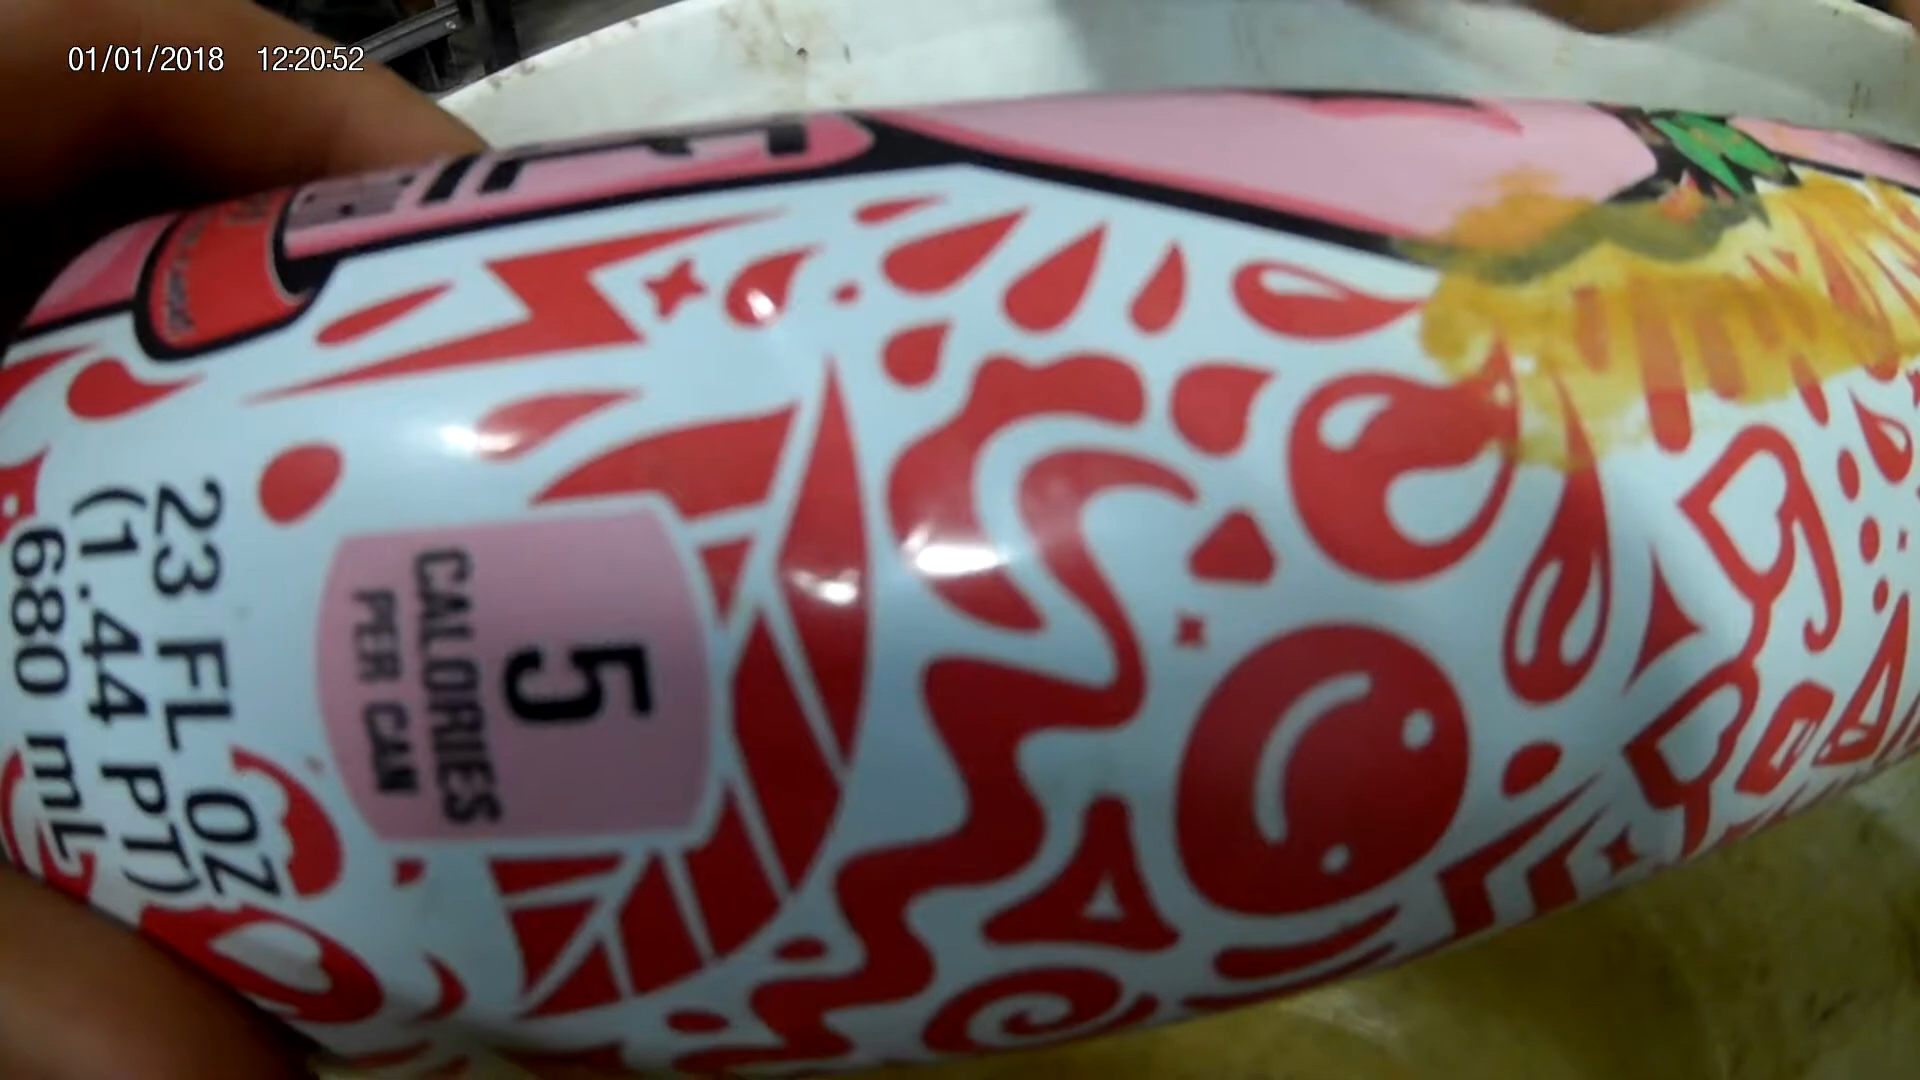 01/01/2018 12:20:52
5
CALORIES
PER CAN
23 FL OZ
(1.44 PT)
680 mL